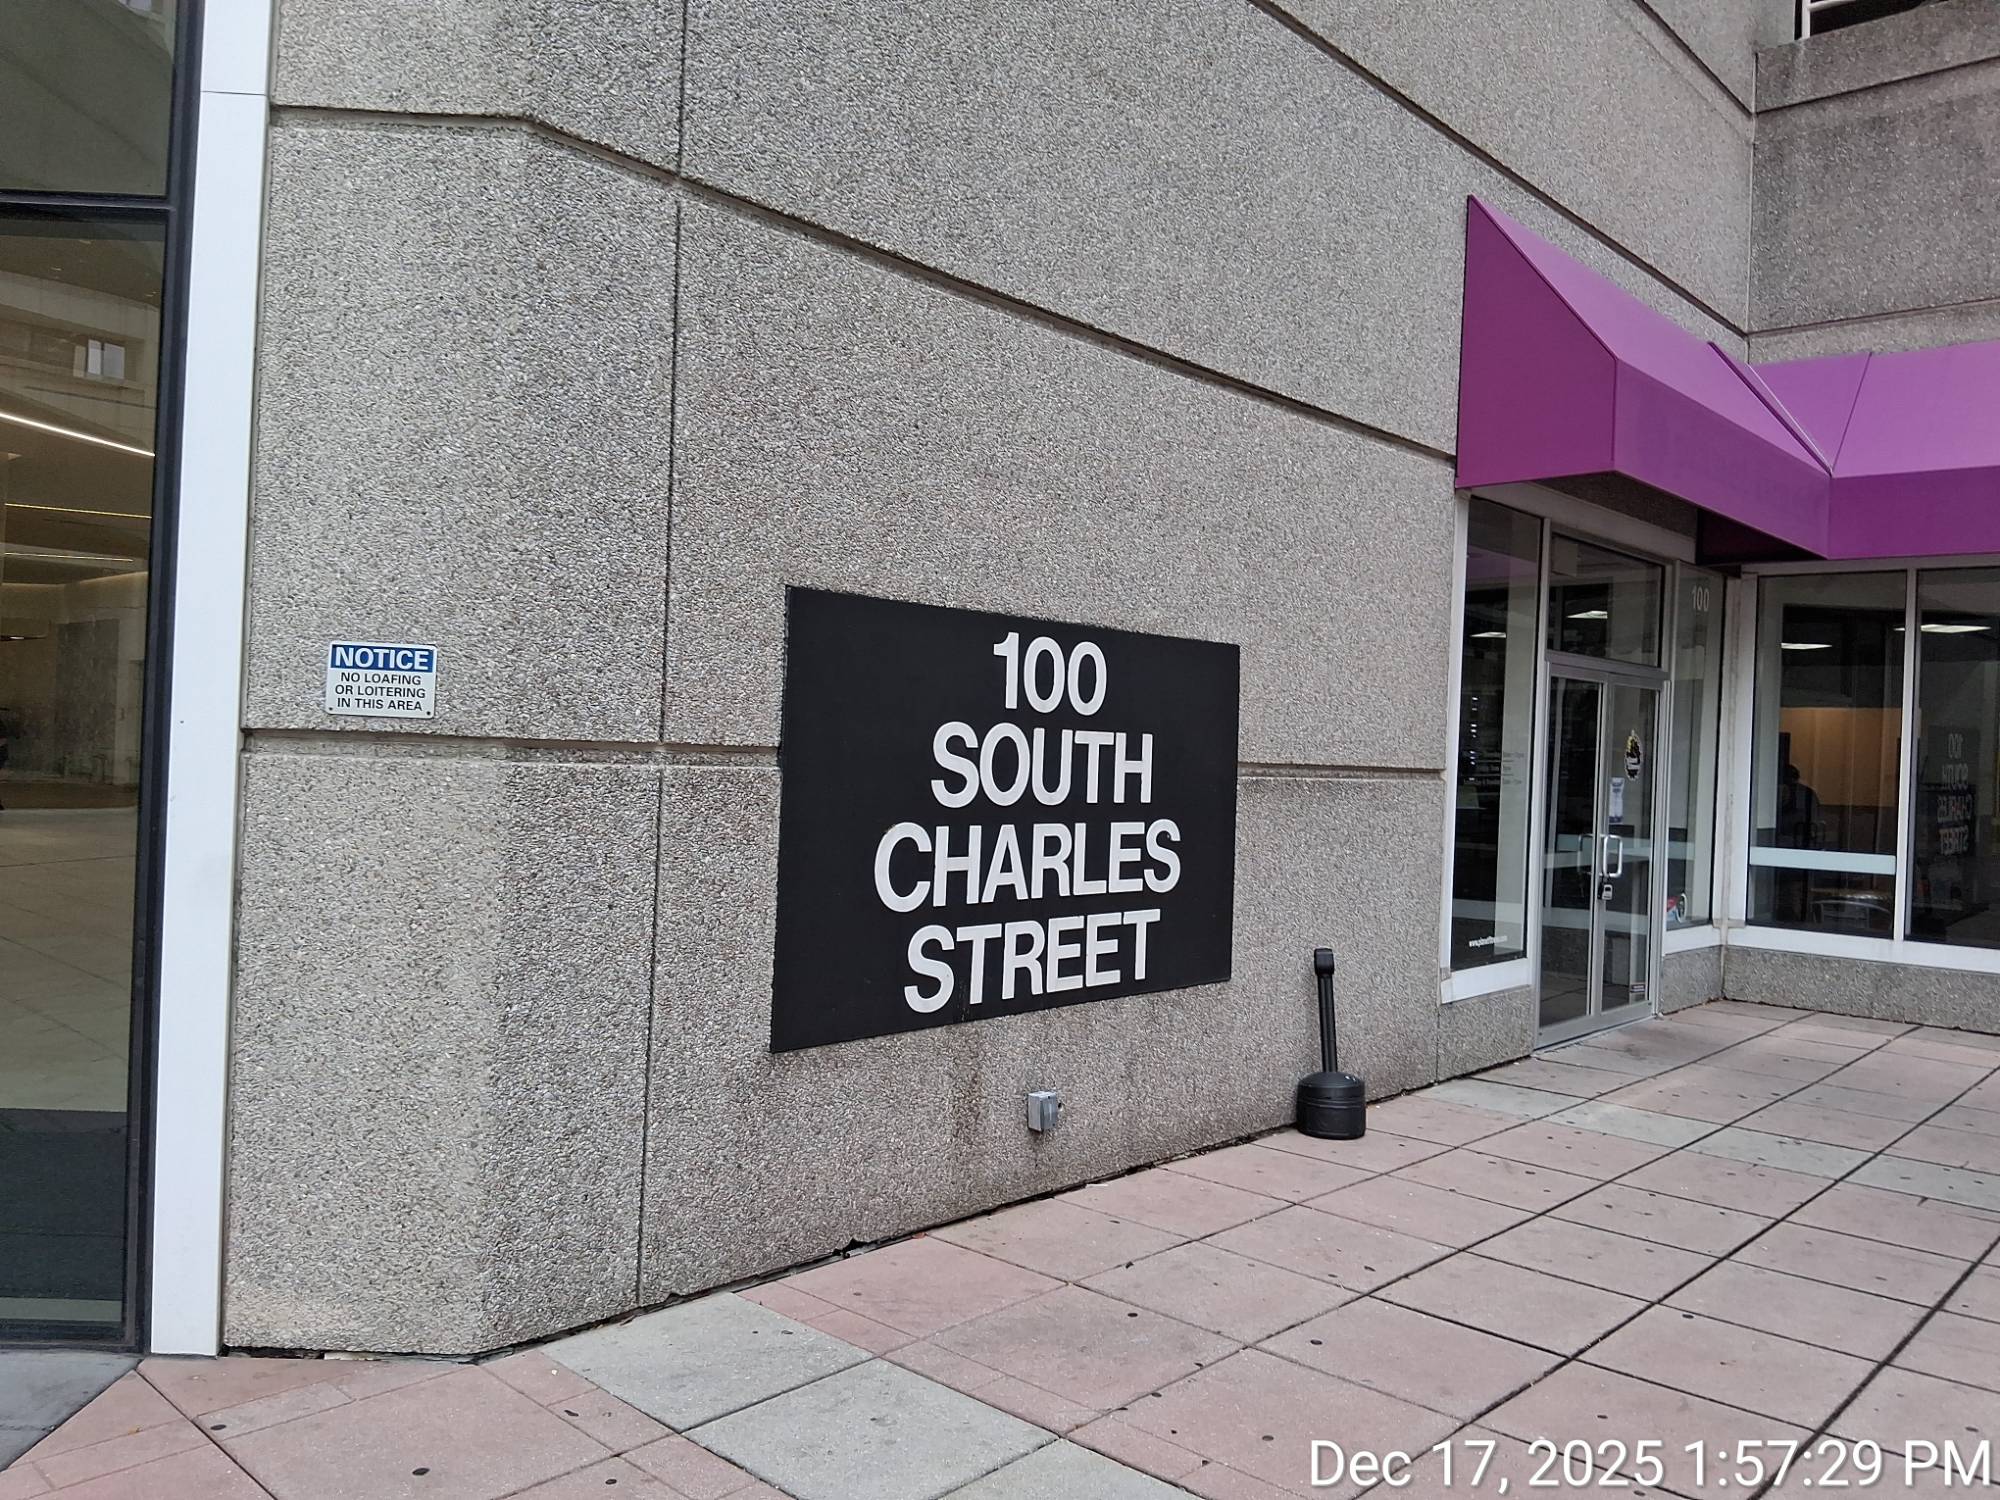 NOTICE
NO LOAFING
OR LOITERING
IN THIS AREA
100
SOUTH
CHARLES
STREET
100
Dec 17, 2025 1:57:29 PM